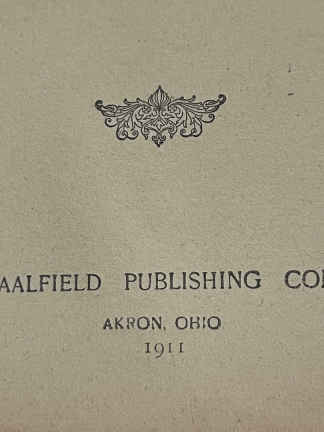 AALFIELD PUBLISHING CO
AKRON, OHIO
1911